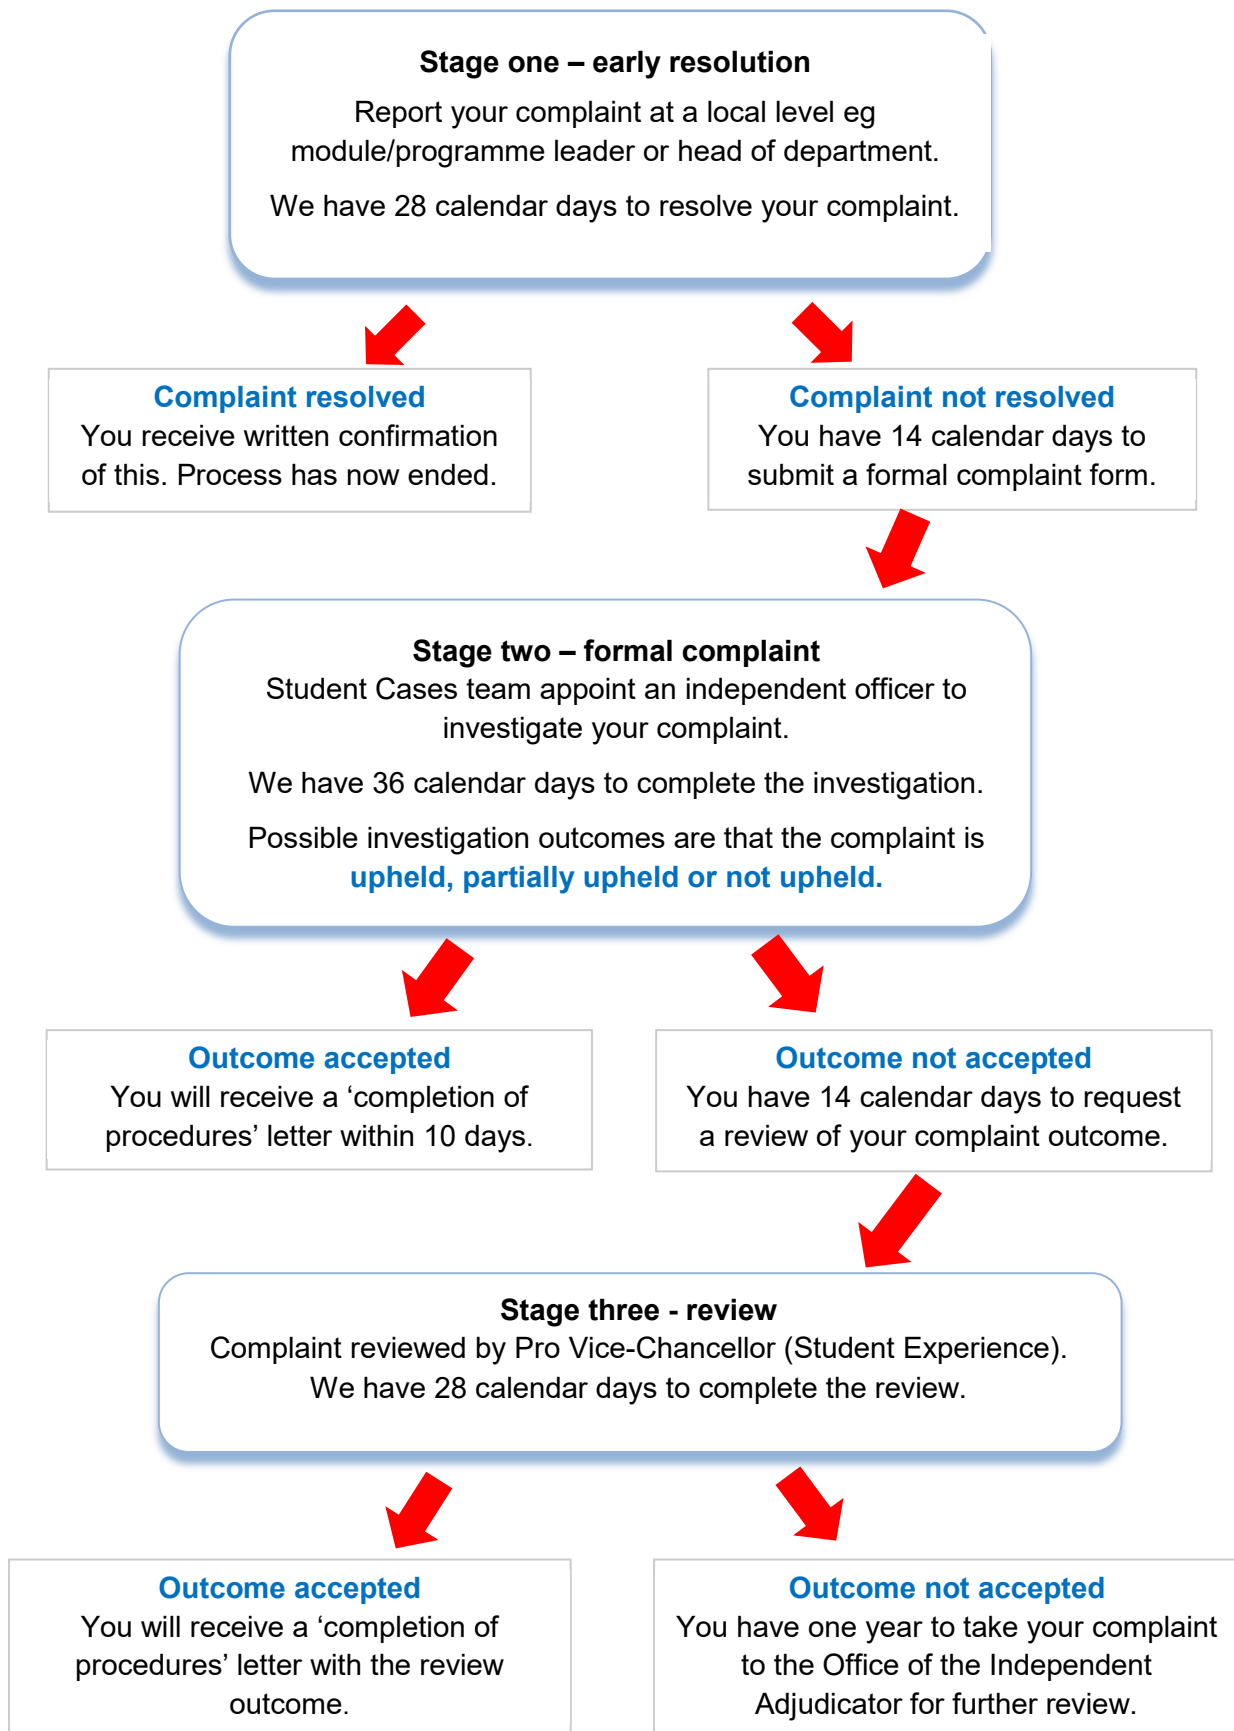 Stage one – early resolution
Report your complaint at a local level eg
module/programme leader or head of department.
We have 28 calendar days to resolve your complaint.
Complaint resolved
You receive written confirmation
of this. Process has now ended.
Complaint not resolved
You have 14 calendar days to
submit a formal complaint form.
Stage two – formal complaint
Student Cases team appoint an independent officer to
investigate your complaint.
We have 36 calendar days to complete the investigation.
Possible investigation outcomes are that the complaint is
upheld, partially upheld or not upheld.
Outcome accepted
You will receive a ‘completion of
procedures’ letter within 10 days.
Outcome not accepted
You have 14 calendar days to request
a review of your complaint outcome.
Stage three - review
Complaint reviewed by Pro Vice-Chancellor (Student Experience).
We have 28 calendar days to complete the review.
Outcome accepted
You will receive a ‘completion of
procedures’ letter with the review
outcome.
Outcome not accepted
You have one year to take your complaint
to the Office of the Independent
Adjudicator for further review.